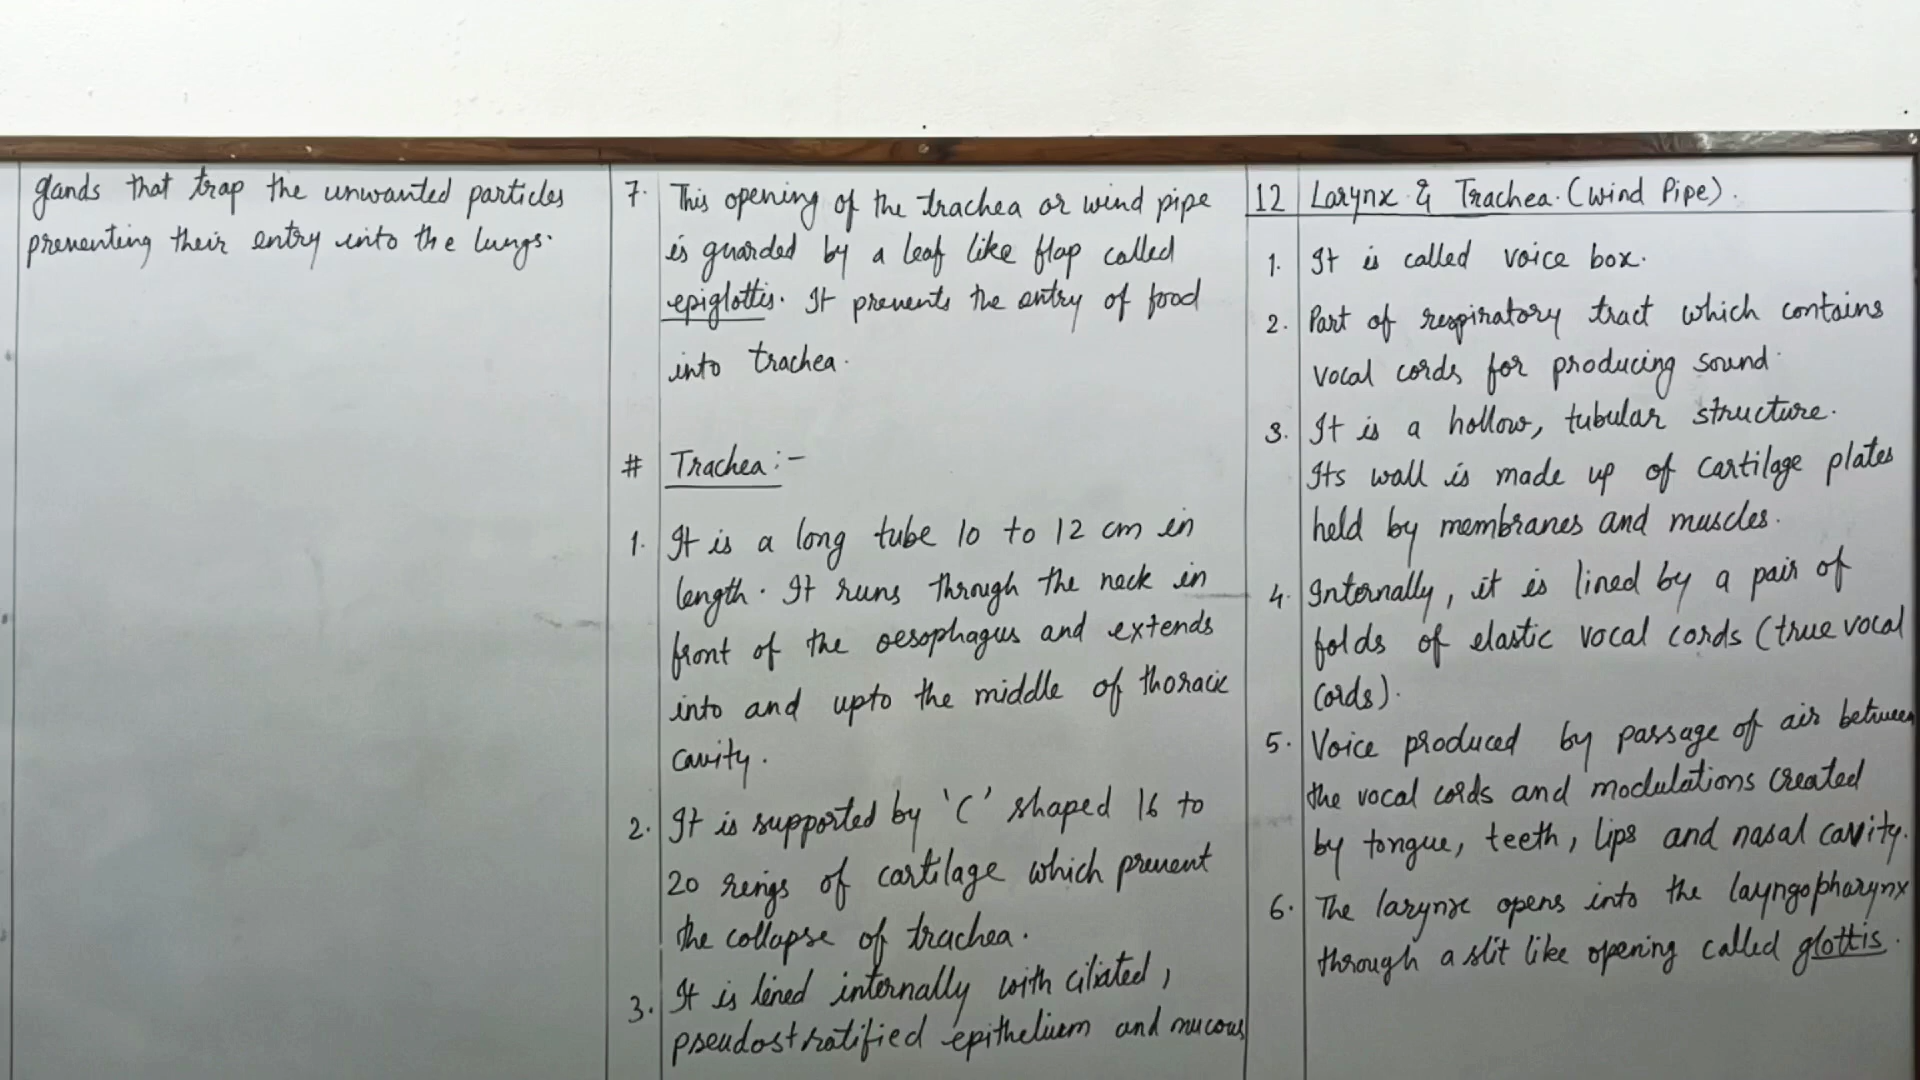 12 Larynx & Trachea. (Wind Pipe).
1. It is called voice box.
2. Part of respiratory tract which contains
vocal cords for producing sound.
3. It is a hollow, tubular structure.
Its wall is made up of cartilage plates
held by membranes and muscles.
4. Internally, it is lined by a pair of
folds of elastic vocal cords (true vocal
cords).
5. Voice produced by passage of air between
the vocal cords and modulations created
by tongue, teeth, lips and nasal cavity.
6. The larynx opens into the layngopharynx
through a slit like opening called glottis.
7. This opening of the trachea or wind pipe
is guarded by a leaf like flap called
epiglottis. It prevents the entry of food
into trachea.
# Trachea :-
1. It is a long tube 10 to 12 cm in
length. It runs through the neck in
front of the oesophagus and extends
into and upto the middle of thoracic
cavity.
2. It is supported by 'C' shaped 16 to
20 rings of cartilage which prevent
the collapse of trachea.
3. It is lined internally with ciliated,
pseudostratified epithelium and mucous
glands that trap the unwanted particles
preventing their entry into the lungs.